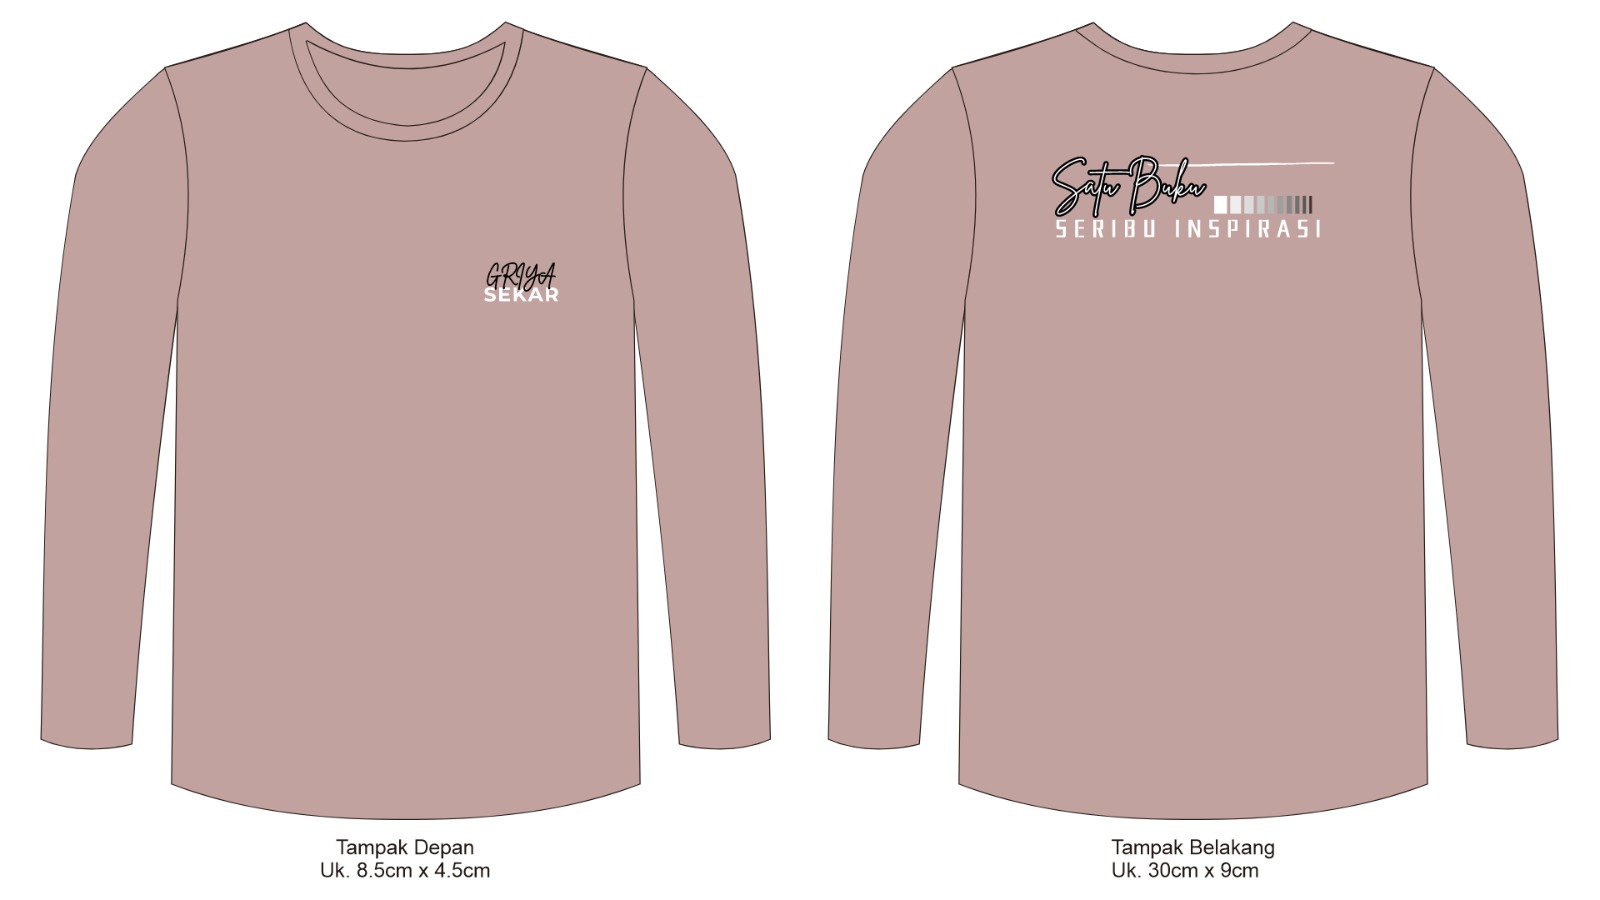 GRIYA
SEKAR
Satu Buku
SERIBU INSPIRASI
Tampak Depan
Uk. 8.5cm x 4.5cm
Tampak Belakang
Uk. 30cm x 9cm